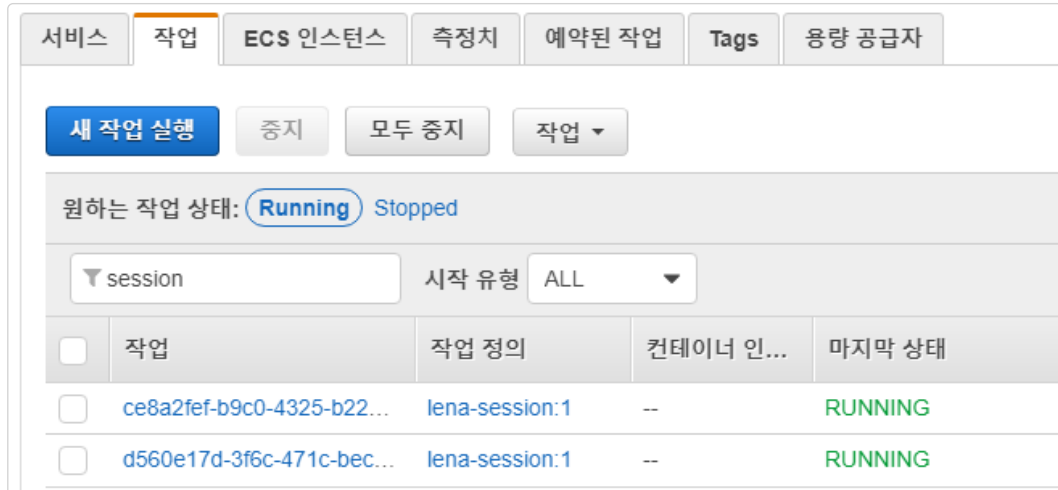 서비스 작업 ECS 인스턴스 측정치 예약된 작업 Tags 용량 공급자
새 작업 실행 중지 모두 중지 작업
원하는 작업 상태: Running Stopped
session 시작 유형 ALL
작업 작업 정의 컨테이너 인... 마지막 상태
ce8a2fef-b9c0-4325-b22... lena-session:1 -- RUNNING
d560e17d-3f6c-471c-bec... lena-session:1 -- RUNNING